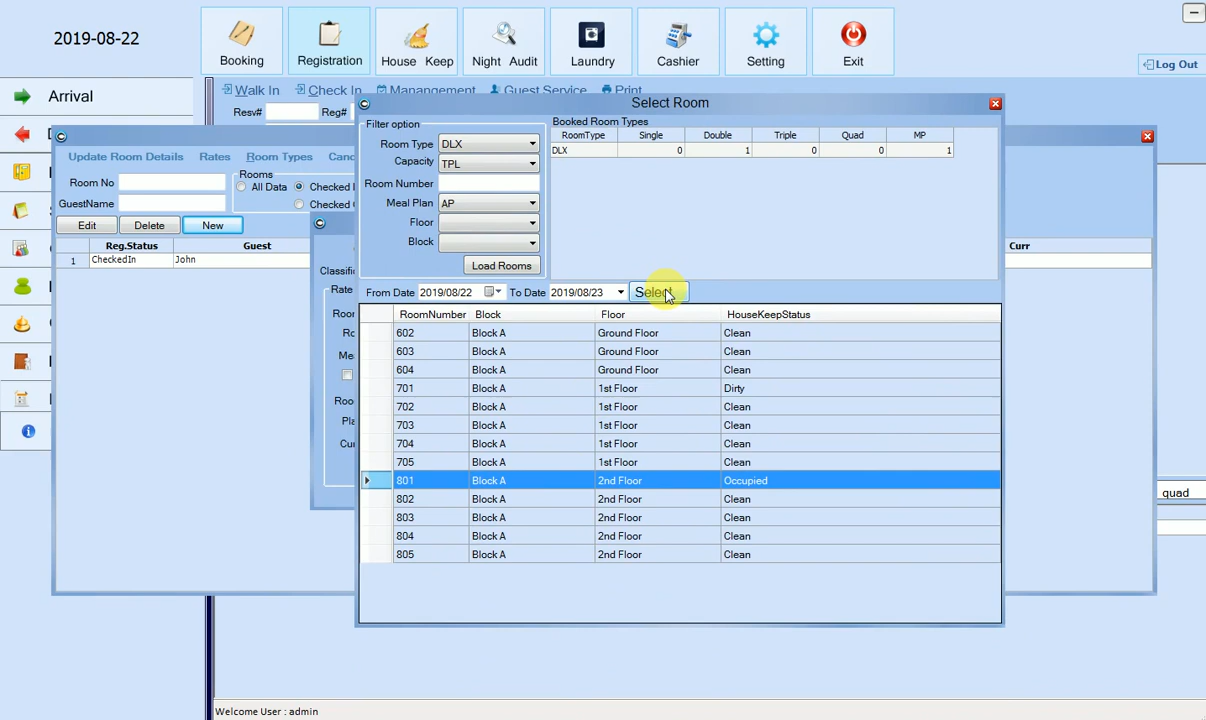 2019-08-22
Booking
Registration
House Keep
Night Audit
Laundry
Cashier
Setting
Exit
Log Out
Arrival
Walk In
Check In
Mangement
Guest Service
Print
Resv#
Reg#
Select Room
Filter option
Room Type DLX
Capacity TPL
Room Number
Meal Plan AP
Floor
Block
Load Rooms
Booked Room Types
RoomType Single Double Triple Quad MP
DLX 0 1 0 0 1
Update Room Details Rates Room Types
Room No
GuestName
Rooms
All Data Checked
Checked
Edit Delete New
Reg.Status Guest
1 CheckedIn John
Curr
From Date 2019/08/22 To Date 2019/08/23 Select
RoomNumber Block Floor HouseKeepStatus
602 Block A Ground Floor Clean
603 Block A Ground Floor Clean
604 Block A Ground Floor Clean
701 Block A 1st Floor Dirty
702 Block A 1st Floor Clean
703 Block A 1st Floor Clean
704 Block A 1st Floor Clean
705 Block A 1st Floor Clean
801 Block A 2nd Floor Occupied
802 Block A 2nd Floor Clean
803 Block A 2nd Floor Clean
804 Block A 2nd Floor Clean
805 Block A 2nd Floor Clean
quad
Welcome User : admin